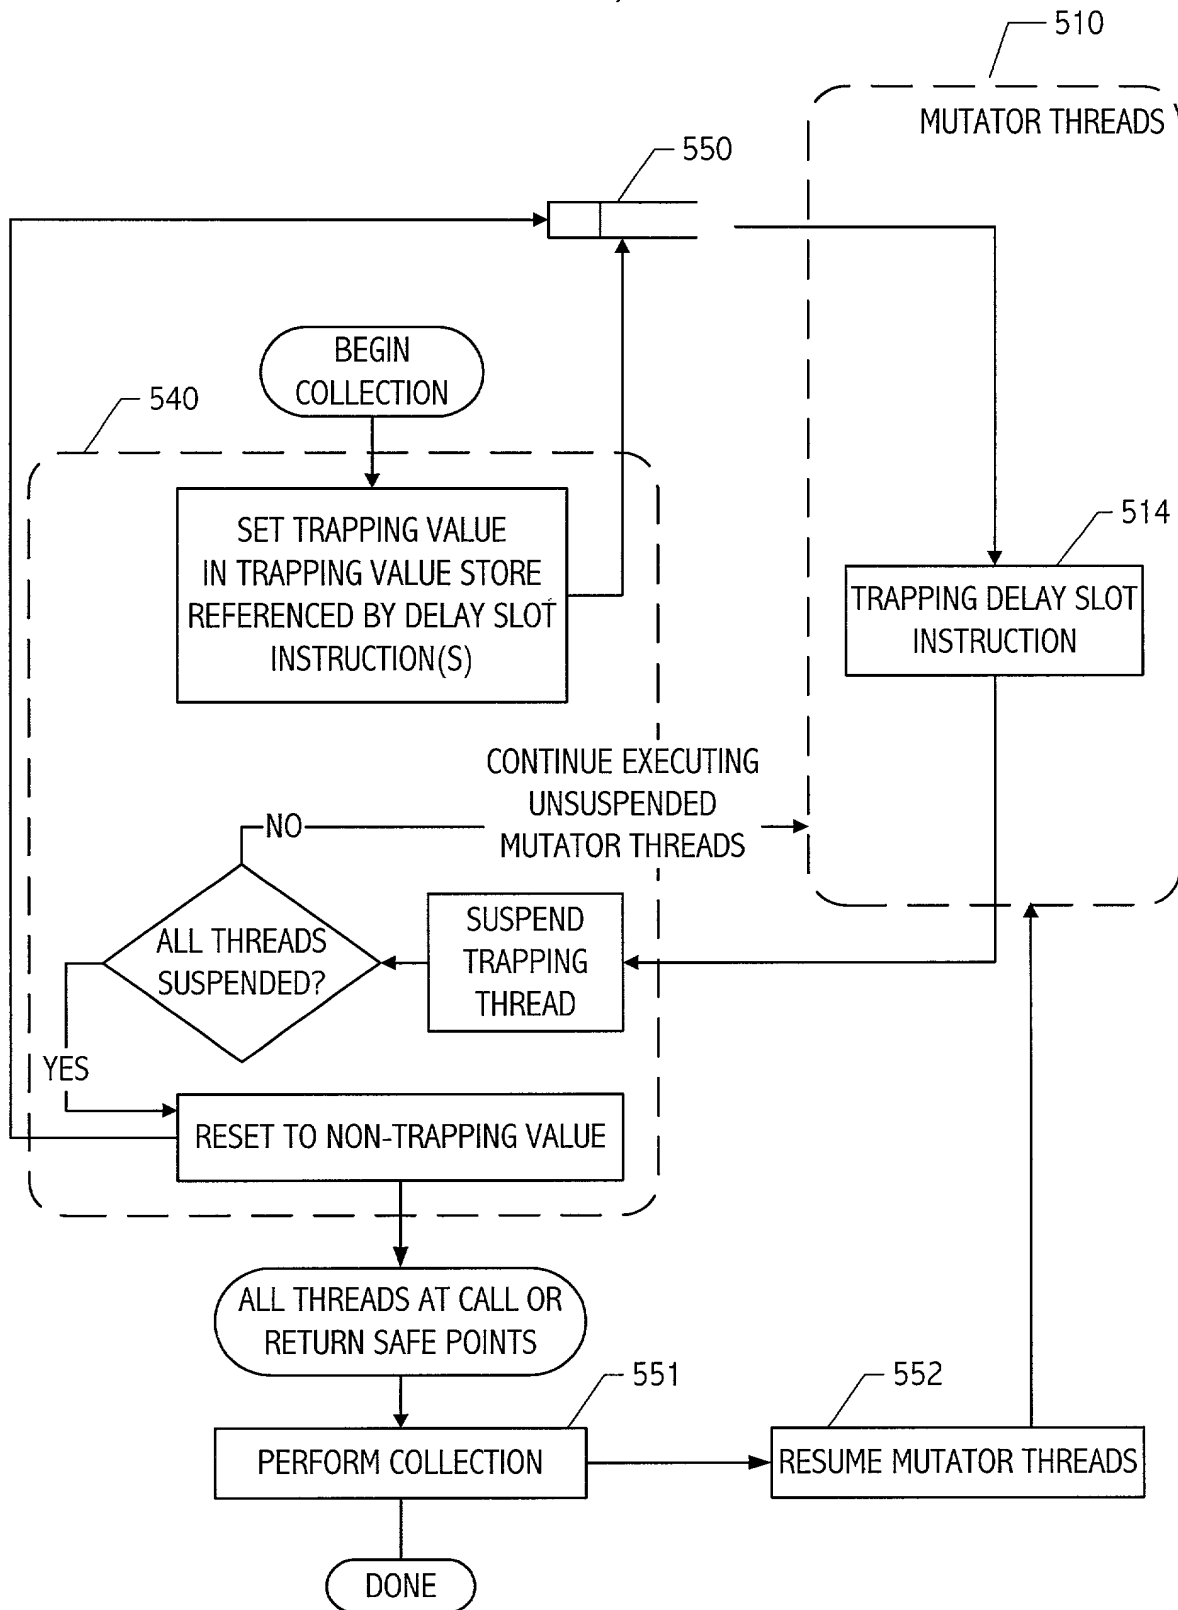 510
MUTATOR THREADS
550
BEGIN
COLLECTION
540
SET TRAPPING VALUE
IN TRAPPING VALUE STORE
REFERENCED BY DELAY SLOT
INSTRUCTION(S)
514
TRAPPING DELAY SLOT
INSTRUCTION
CONTINUE EXECUTING
UNSUSPENDED
MUTATOR THREADS
NO
ALL THREADS
SUSPENDED?
SUSPEND
TRAPPING
THREAD
YES
RESET TO NON-TRAPPING VALUE
ALL THREADS AT CALL OR
RETURN SAFE POINTS
551
552
PERFORM COLLECTION
RESUME MUTATOR THREADS
DONE